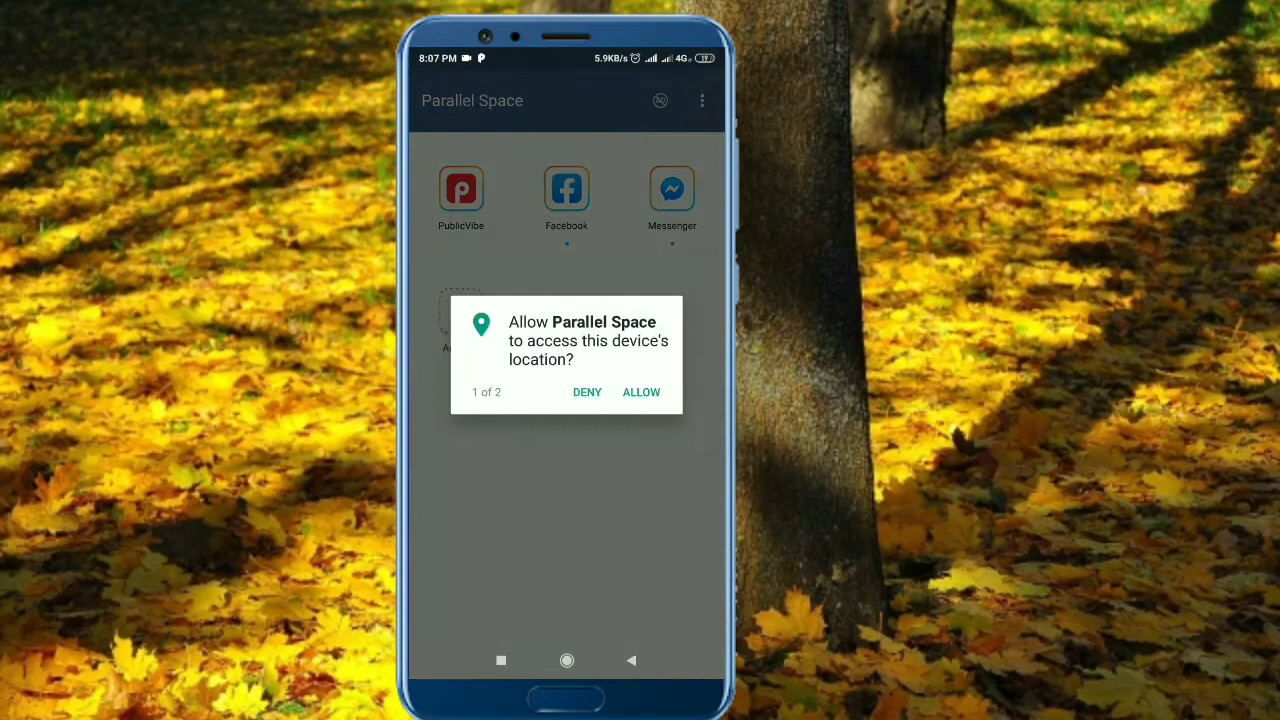 8:07 PM
5.9KB/s 4G 19
Parallel Space
PublicVibe
Facebook
Messenger
Allow Parallel Space
to access this device's
location?
1 of 2
DENY
ALLOW